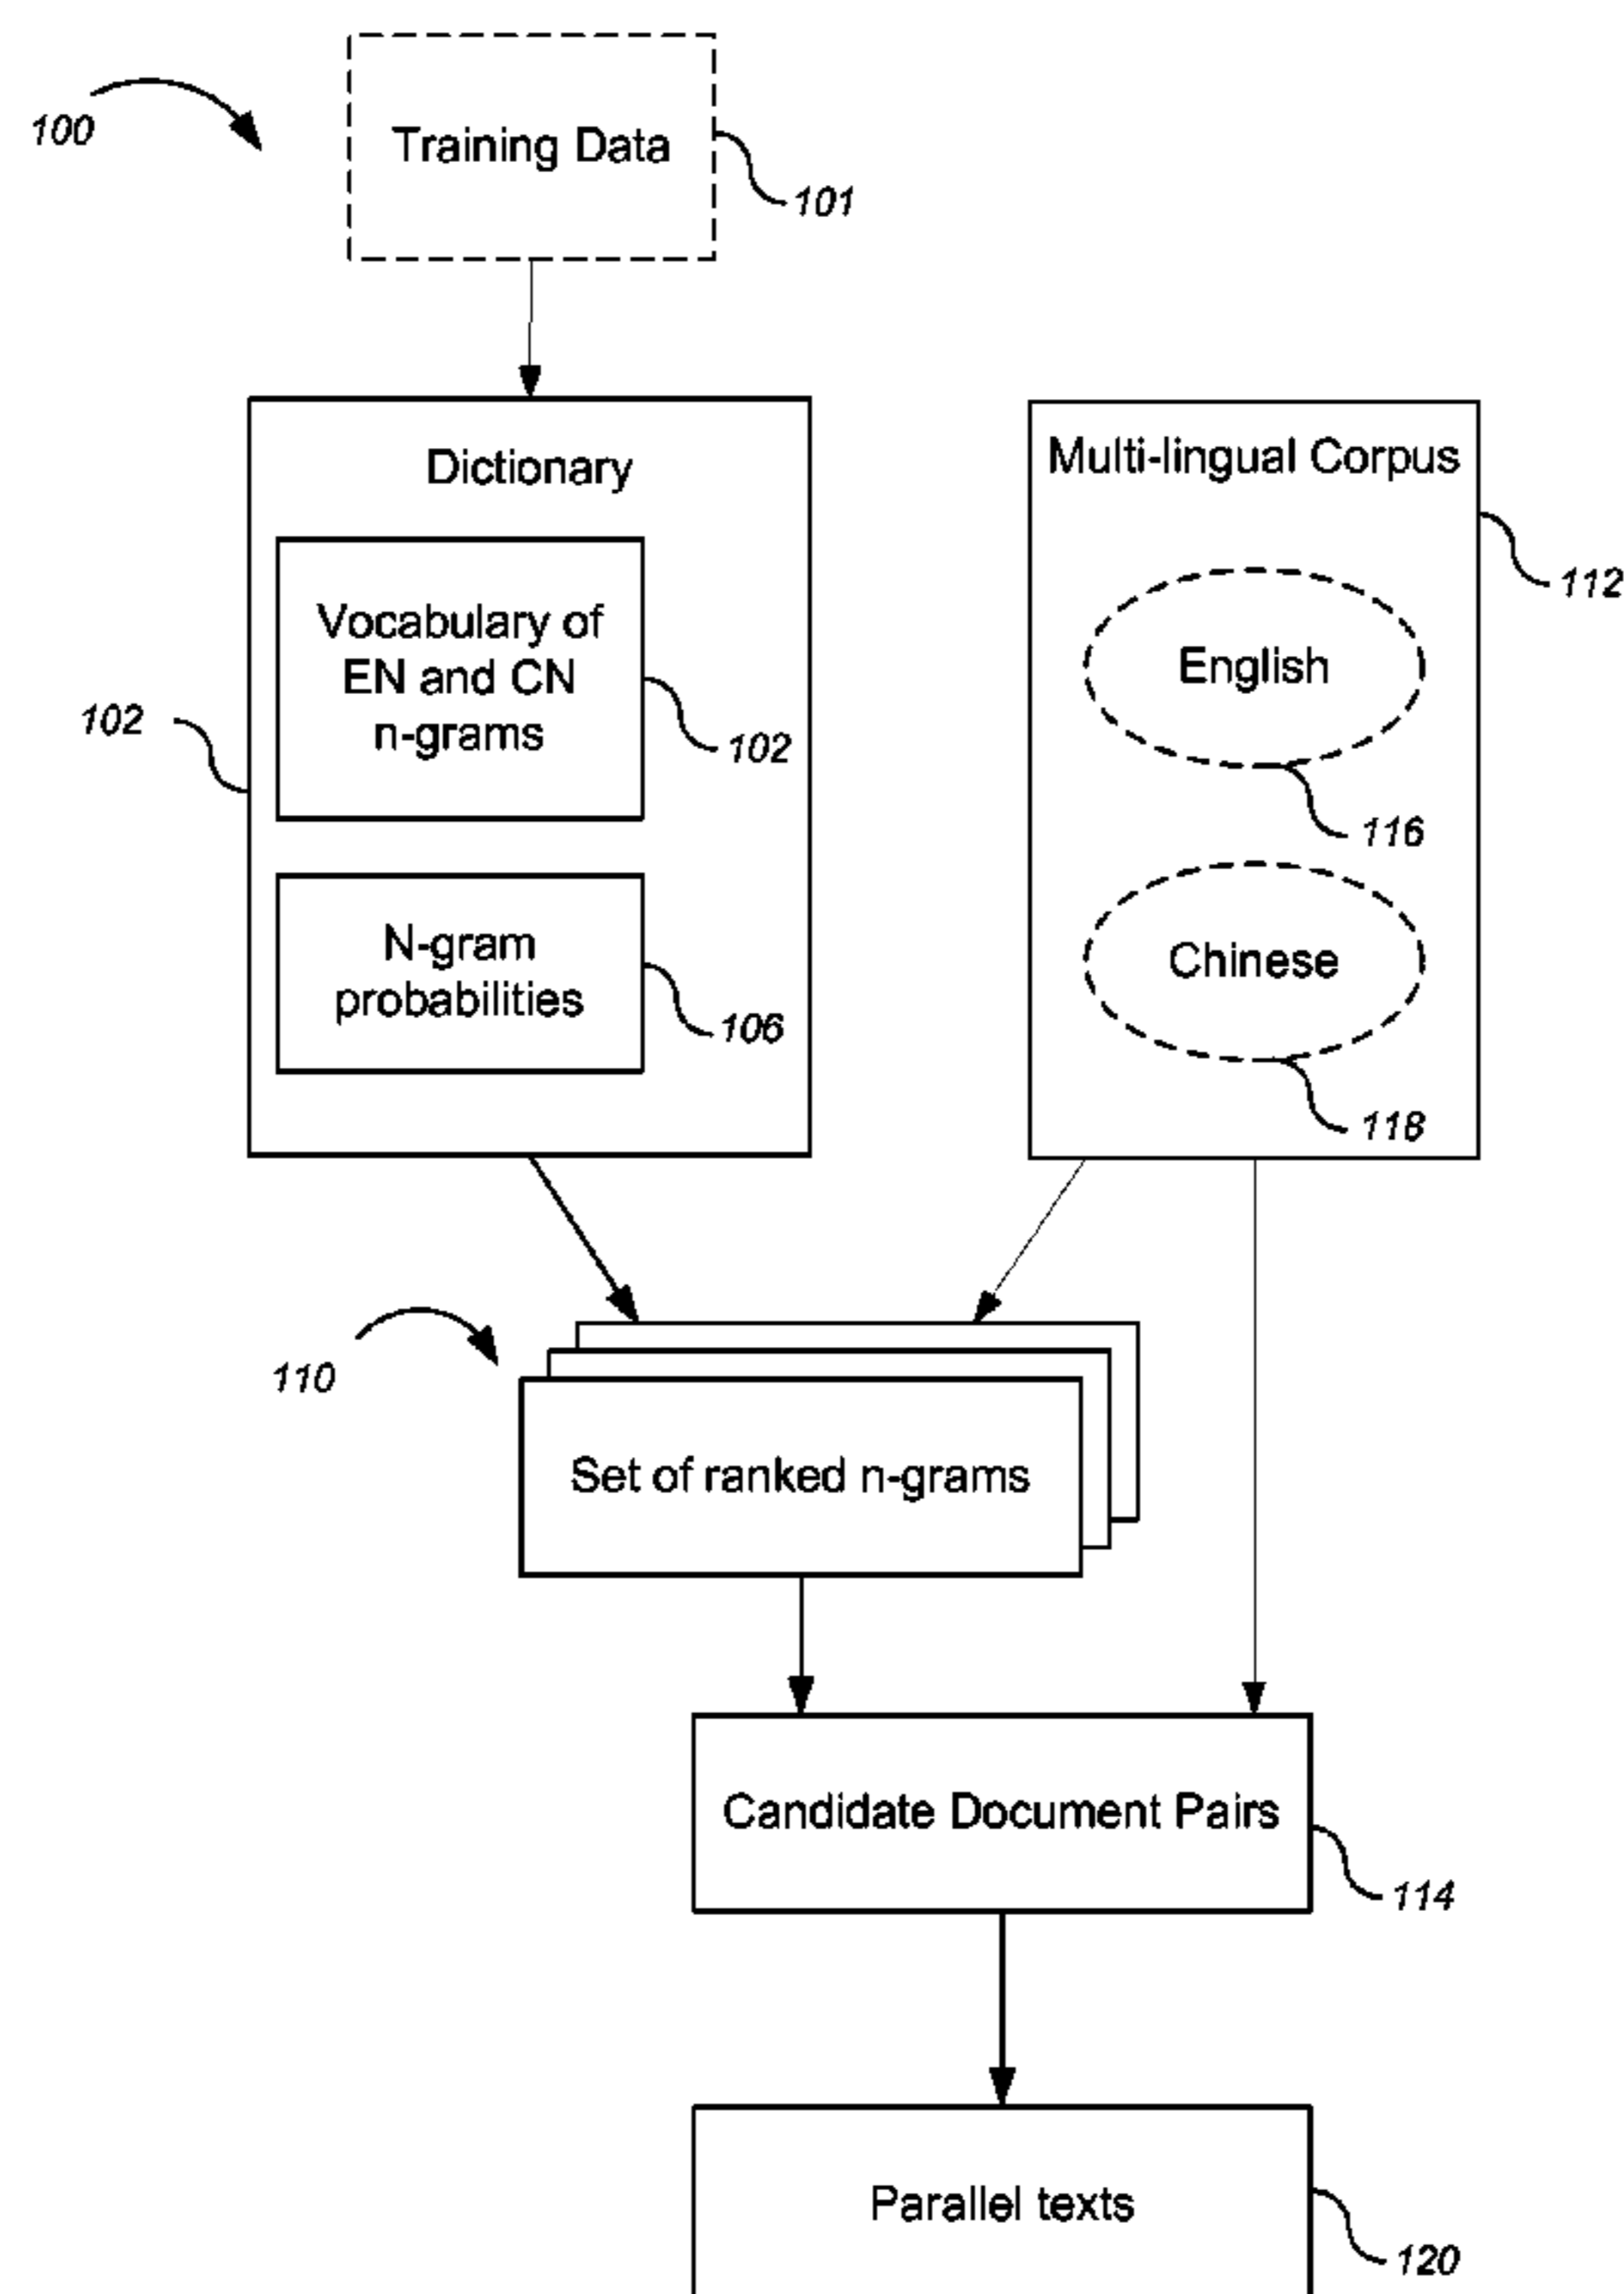 100
Training Data
101
Dictionary
Vocabulary of
EN and CN
n-grams
102
102
N-gram
probabilities
106
Multi-lingual Corpus
112
English
116
Chinese
118
110
Set of ranked n-grams
Candidate Document Pairs
114
Parallel texts
120